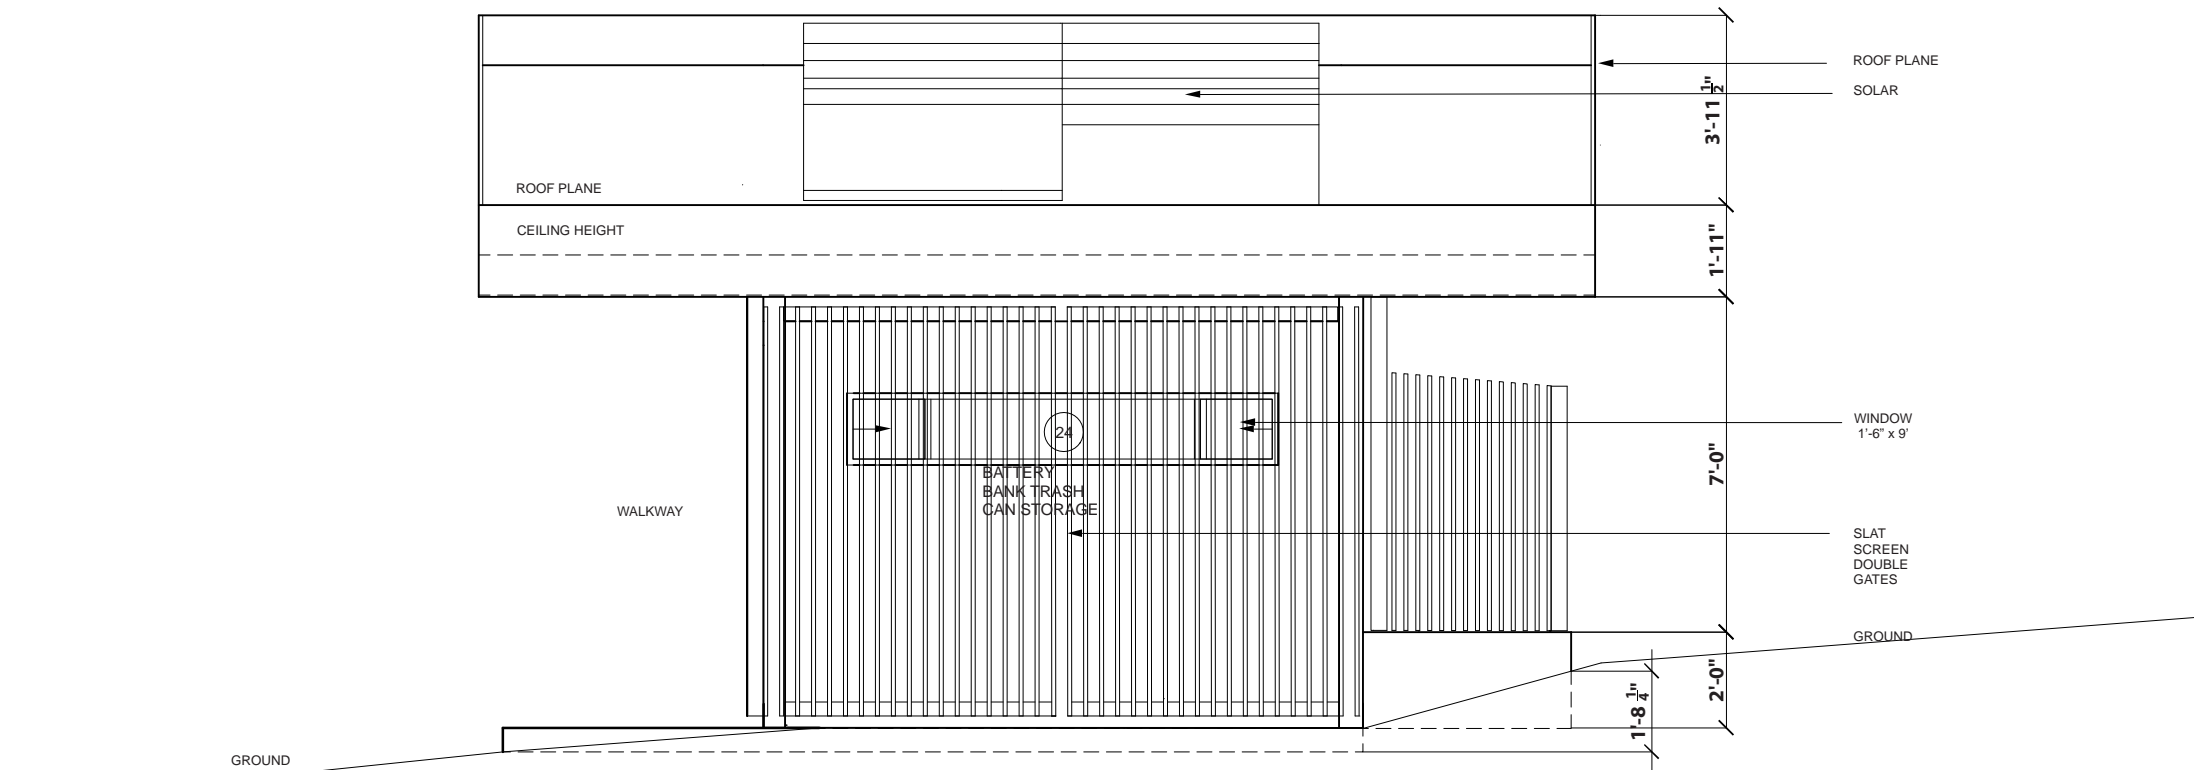 ROOF PLANE
SOLAR
3'-11 1/2"
ROOF PLANE
CEILING HEIGHT
1'-11"
WINDOW
1'-6” x 9'
24
BATTERY
BANK TRASH
CAN STORAGE
7'-0"
WALKWAY
SLAT
SCREEN
DOUBLE
GATES
GROUND
2'-0"
1'-8 1/4"
GROUND